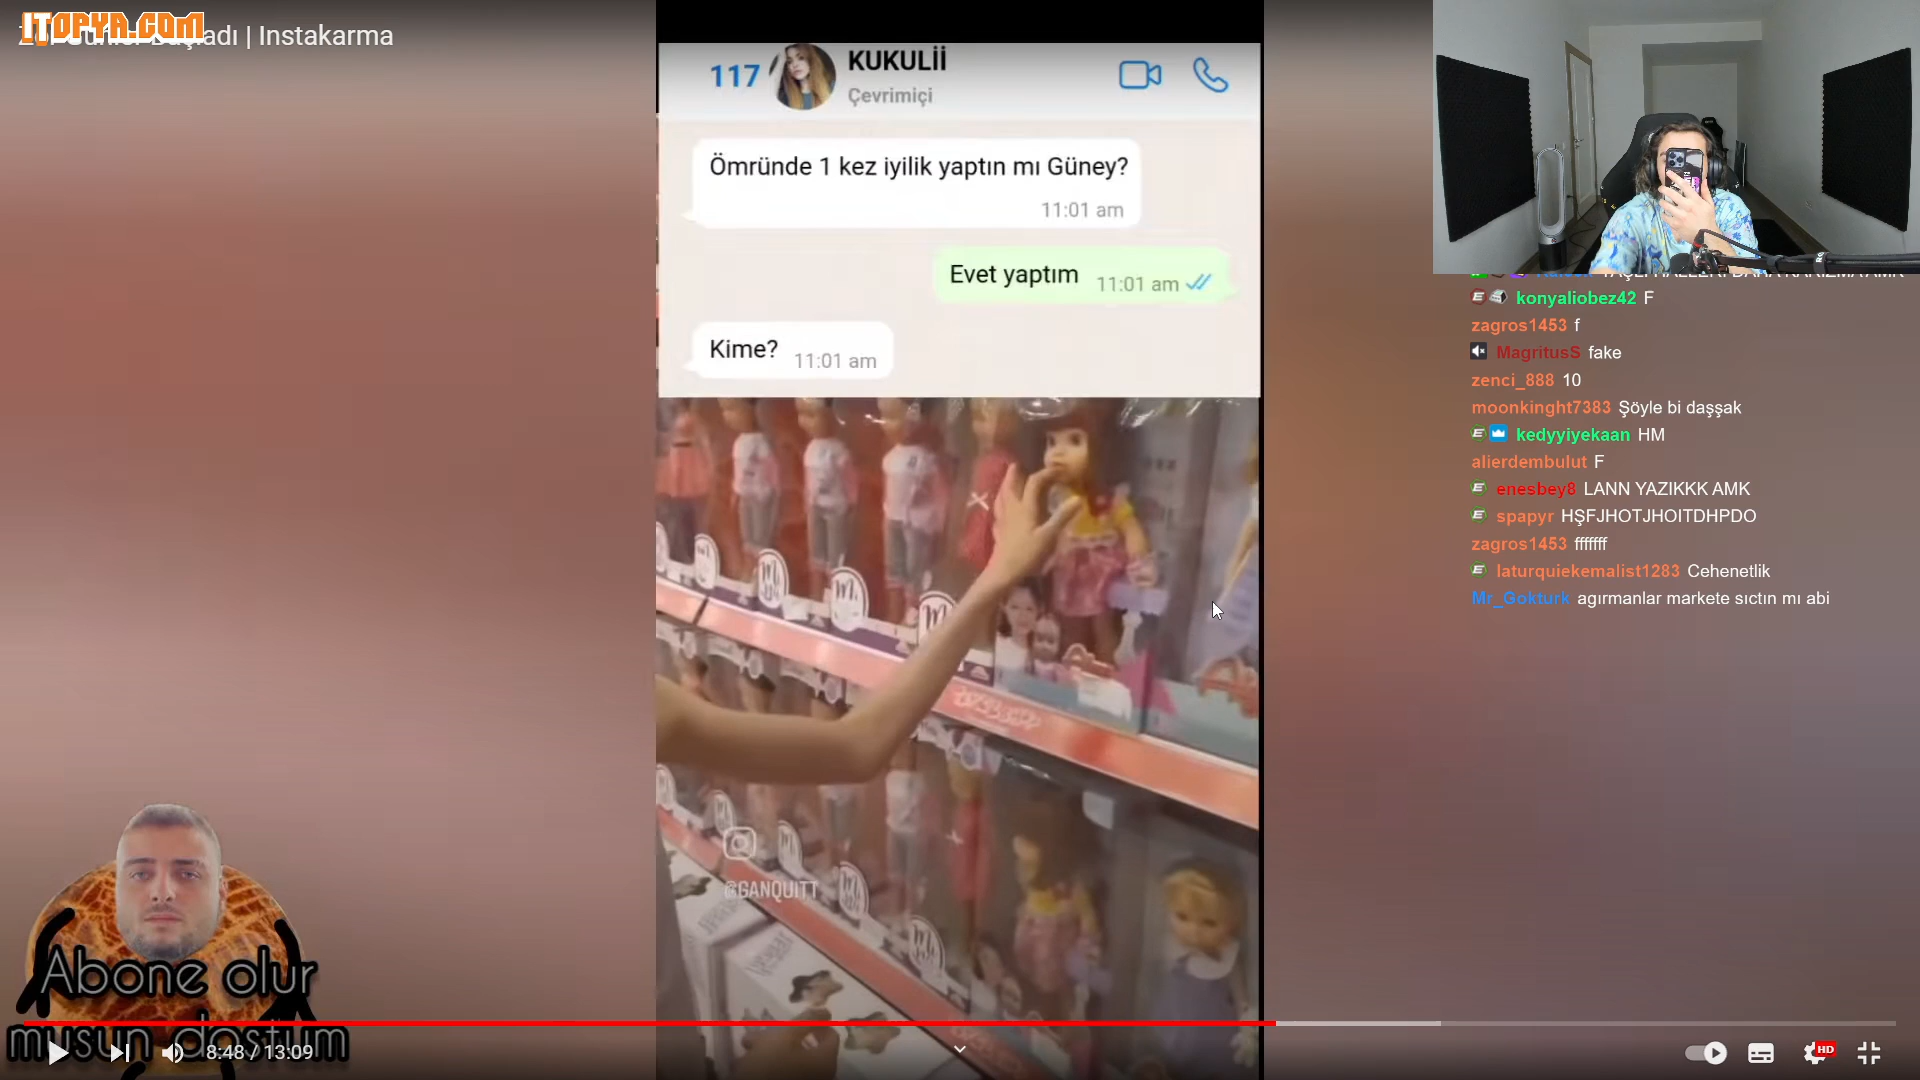 ITOPYA.COM
| Instakarma
117
KUKULİİ
Çevrimiçi
Ömründe 1 kez iyilik yaptın mı Güney?
11:01 am
Evet yaptım 11:01 am
Kime? 11:01 am
konyaliobez42 F
zagros1453 f
MagritusS fake
zenci_888 10
moonkinght7383 Şöyle bi daşşak
kedyyiyekaan HM
alierdembulut F
enesbey8 LANN YAZIKKK AMK
spapyr HŞFJHOTJHOITDHPDO
zagros1453 fffffff
laturquiekemalist1283 Cehenetlik
Mr_Gokturk agırmanlar markete sıctın mı abi
@GANQUITT
Abone olur
musun dostum
8:48 / 13:09
HD